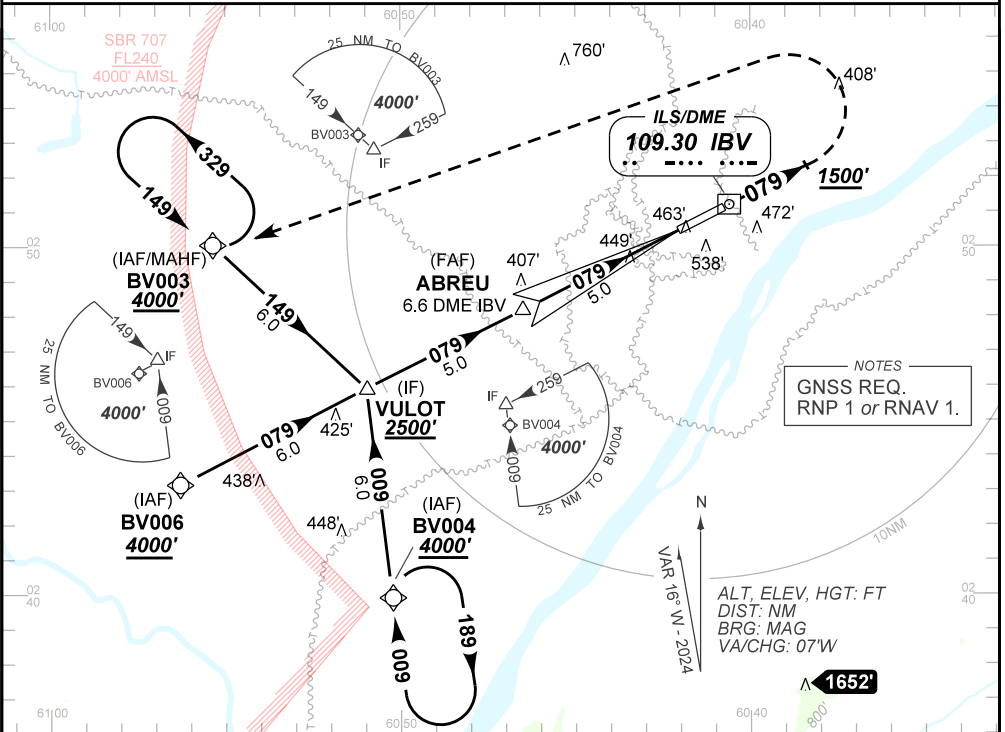 61 00
60 50
60 40
SBR 707
FL240
4000' AMSL
25 NM TO BV003
149
4000'
BV003
259
IF
760'
408'
ILS/DME
109.30 IBV
329
149
079
1500'
463'
472'
449'
538'
02
50
02
50
(IAF/MAHF)
BV003
4000'
(FAF)
ABREU
6.6 DME IBV
407'
079
5.0
149
6.0
079
5.0
149
IF
BV006
4000'
009
25 NM TO BV006
(IF)
VULOT
2500'
IF
259
BV004
4000'
009
25 NM TO BV004
NOTES
GNSS REQ.
RNP 1 or RNAV 1.
079
6.0
425'
438'
(IAF)
BV006
4000'
009
6.0
448'
(IAF)
BV004
4000'
10NM
N
VAR 16° W - 2024
ALT, ELEV, HGT: FT
DIST: NM
BRG: MAG
VA/CHG: 07'W
02
40
02
40
189
009
1652'
800'
61 00
60 50
60 40